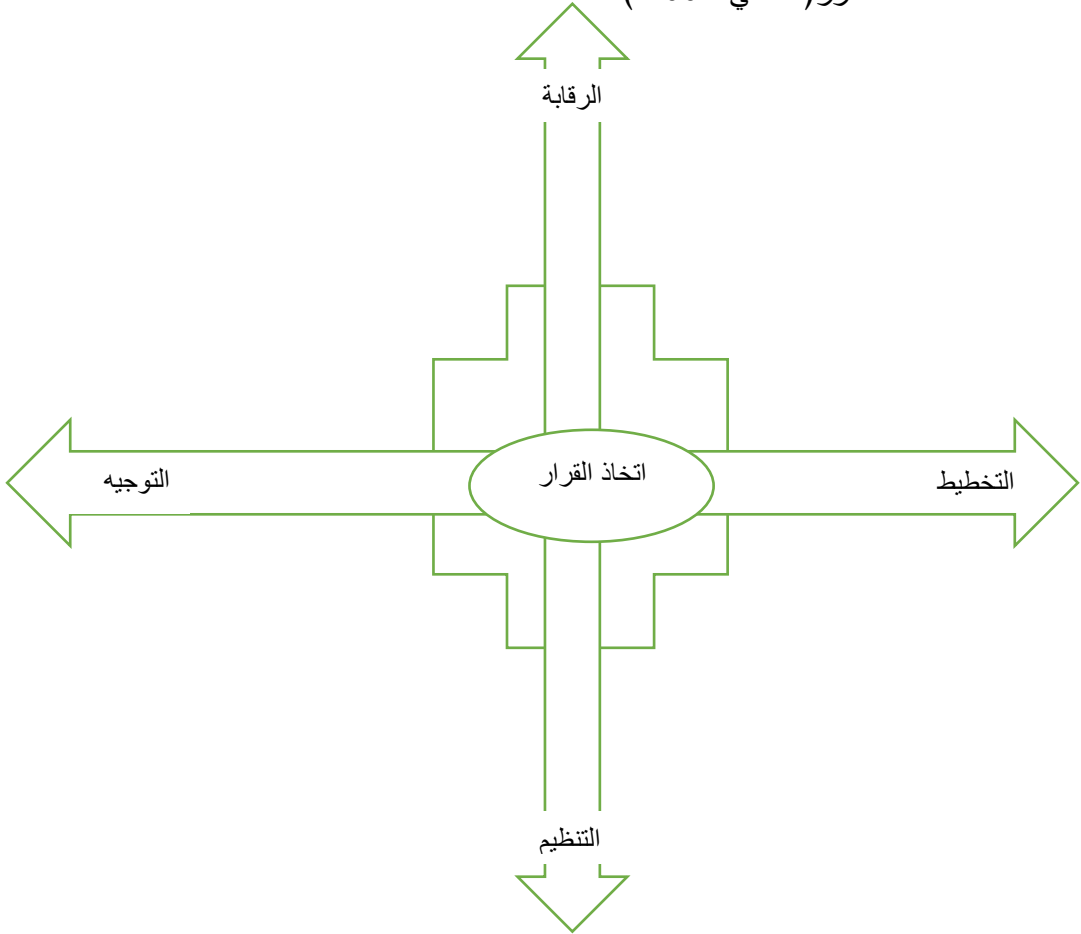 الرقابة
اتخاذ القرار
التخطيط
التوجيه
التنظيم